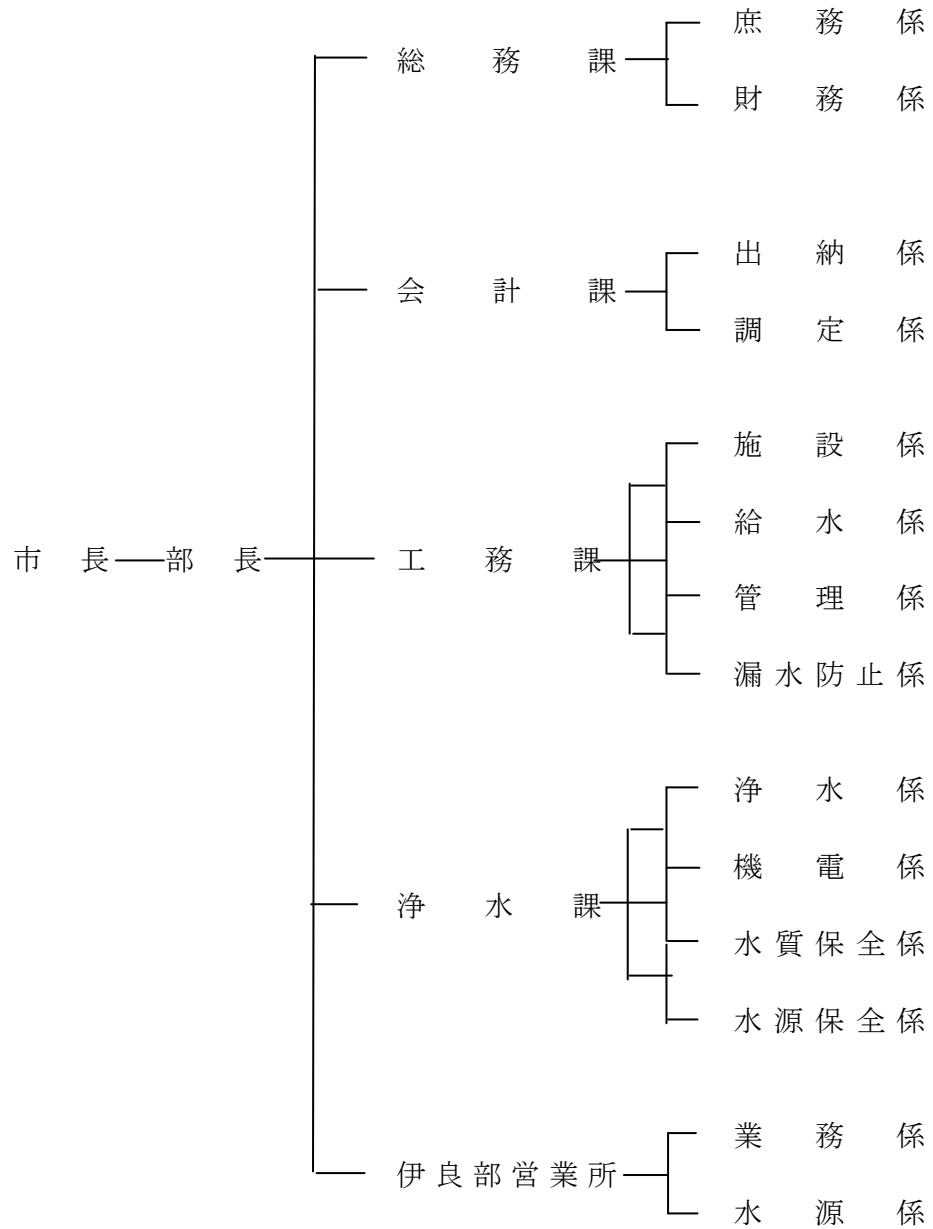 庶務係
総務課
財務係
出納係
会計課
調定係
施設係
給水係
市長 部長 工務課
管理係
漏水防止係
浄水係
機電係
浄水課
水質保全係
水源保全係
業務係
伊良部営業所
水源係